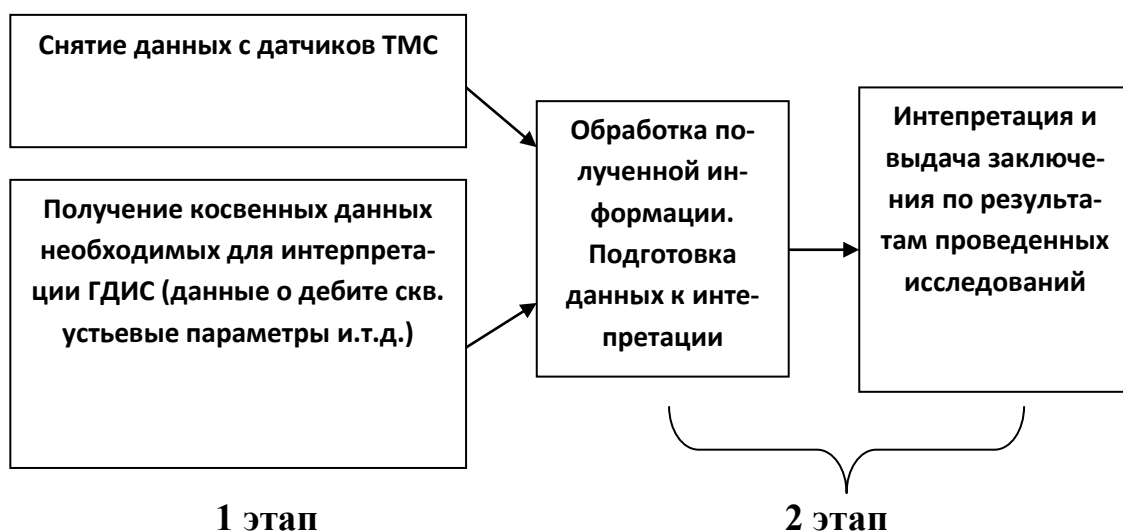 Снятие данных с датчиков ТМС
Получение косвенных данных
необходимых для интерпрета-
ции ГДИС (данные о дебите скв.
устьевые параметры и.т.д.)
Обработка по-
лученной ин-
формации.
Подготовка
данных к инте-
претации
Интепретация и
выдача заключе-
ния по результа-
там проведенных
исследований
1 этап
2 этап